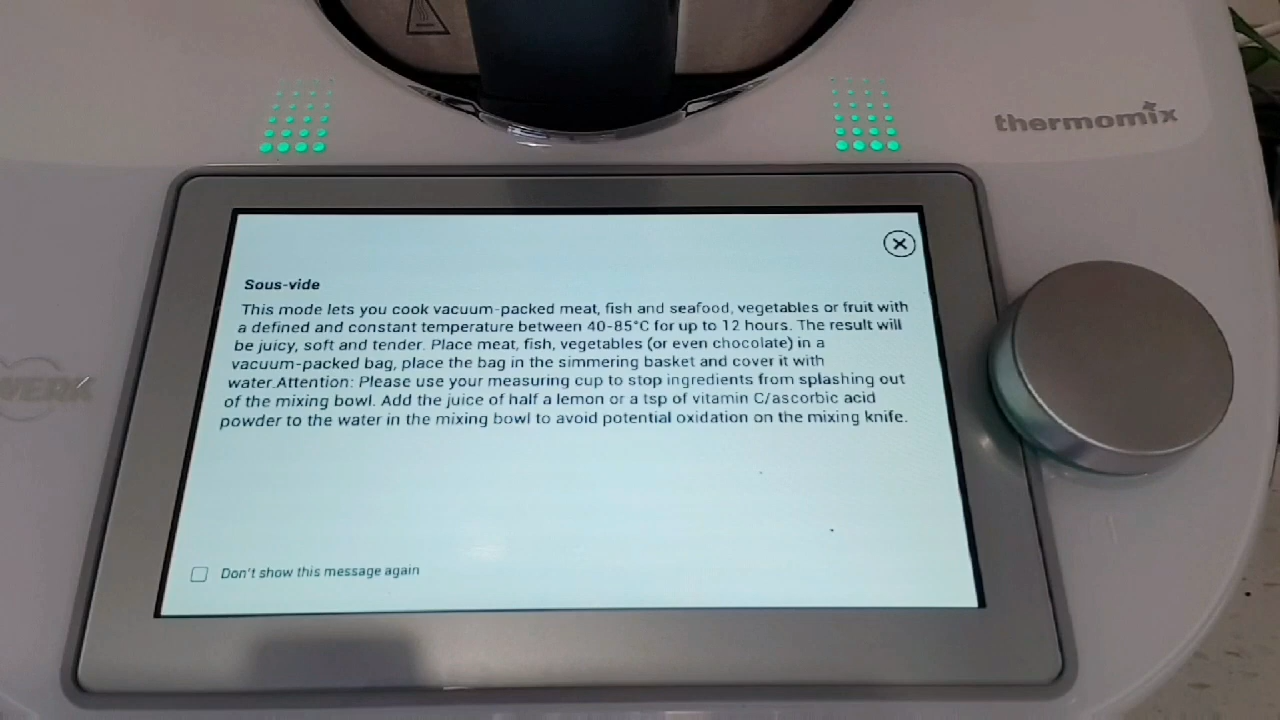 thermomix
Sous-vide
This mode lets you cook vacuum-packed meat, fish and seafood, vegetables or fruit with
a defined and constant temperature between 40-85°C for up to 12 hours. The result will
be juicy, soft and tender. Place meat, fish, vegetables (or even chocolate) in a
vacuum-packed bag, place the bag in the simmering basket and cover it with
water.Attention: Please use your measuring cup to stop ingredients from splashing out
of the mixing bowl. Add the juice of half a lemon or a tsp of vitamin C/ascorbic acid
powder to the water in the mixing bowl to avoid potential oxidation on the mixing knife.
WERK
Don't show this message again